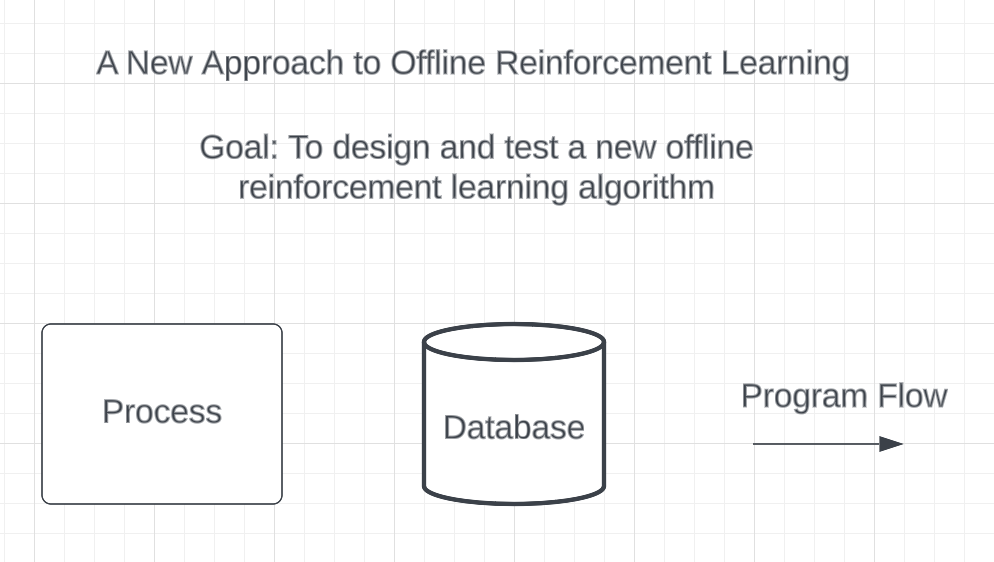 A New Approach to Offline Reinforcement Learning
Goal: To design and test a new offline
reinforcement learning algorithm
Process
Database
Program Flow